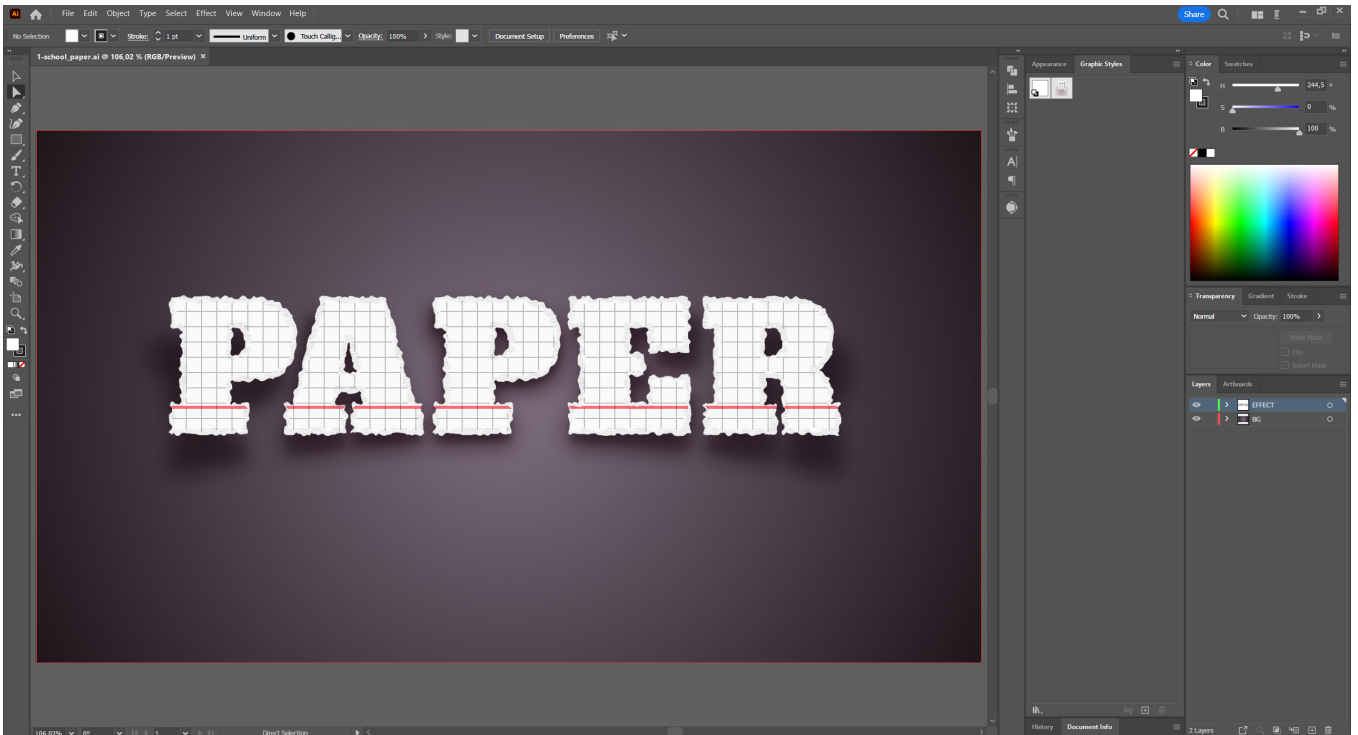 Ai File Edit Object Type Select Effect View Window Help Share
No Selection Stroke: 1 pt Uniform Touch Callig... Opacity: 100% Style: Document Setup Preferences
1-school_paper.ai @ 106,02 % (RGB/Preview) ×
Appearance Graphic Styles
Color Swatches
H 244,5 °
S 0 %
B 100 %
PAPER
Transparency Gradient Stroke
Normal Opacity: 100%
Make Mask
Clip
Invert Mask
Layers Artboards
EFFECT
BG
History Document Info
2 Layers
106,02% 0° 1 Direct Selection